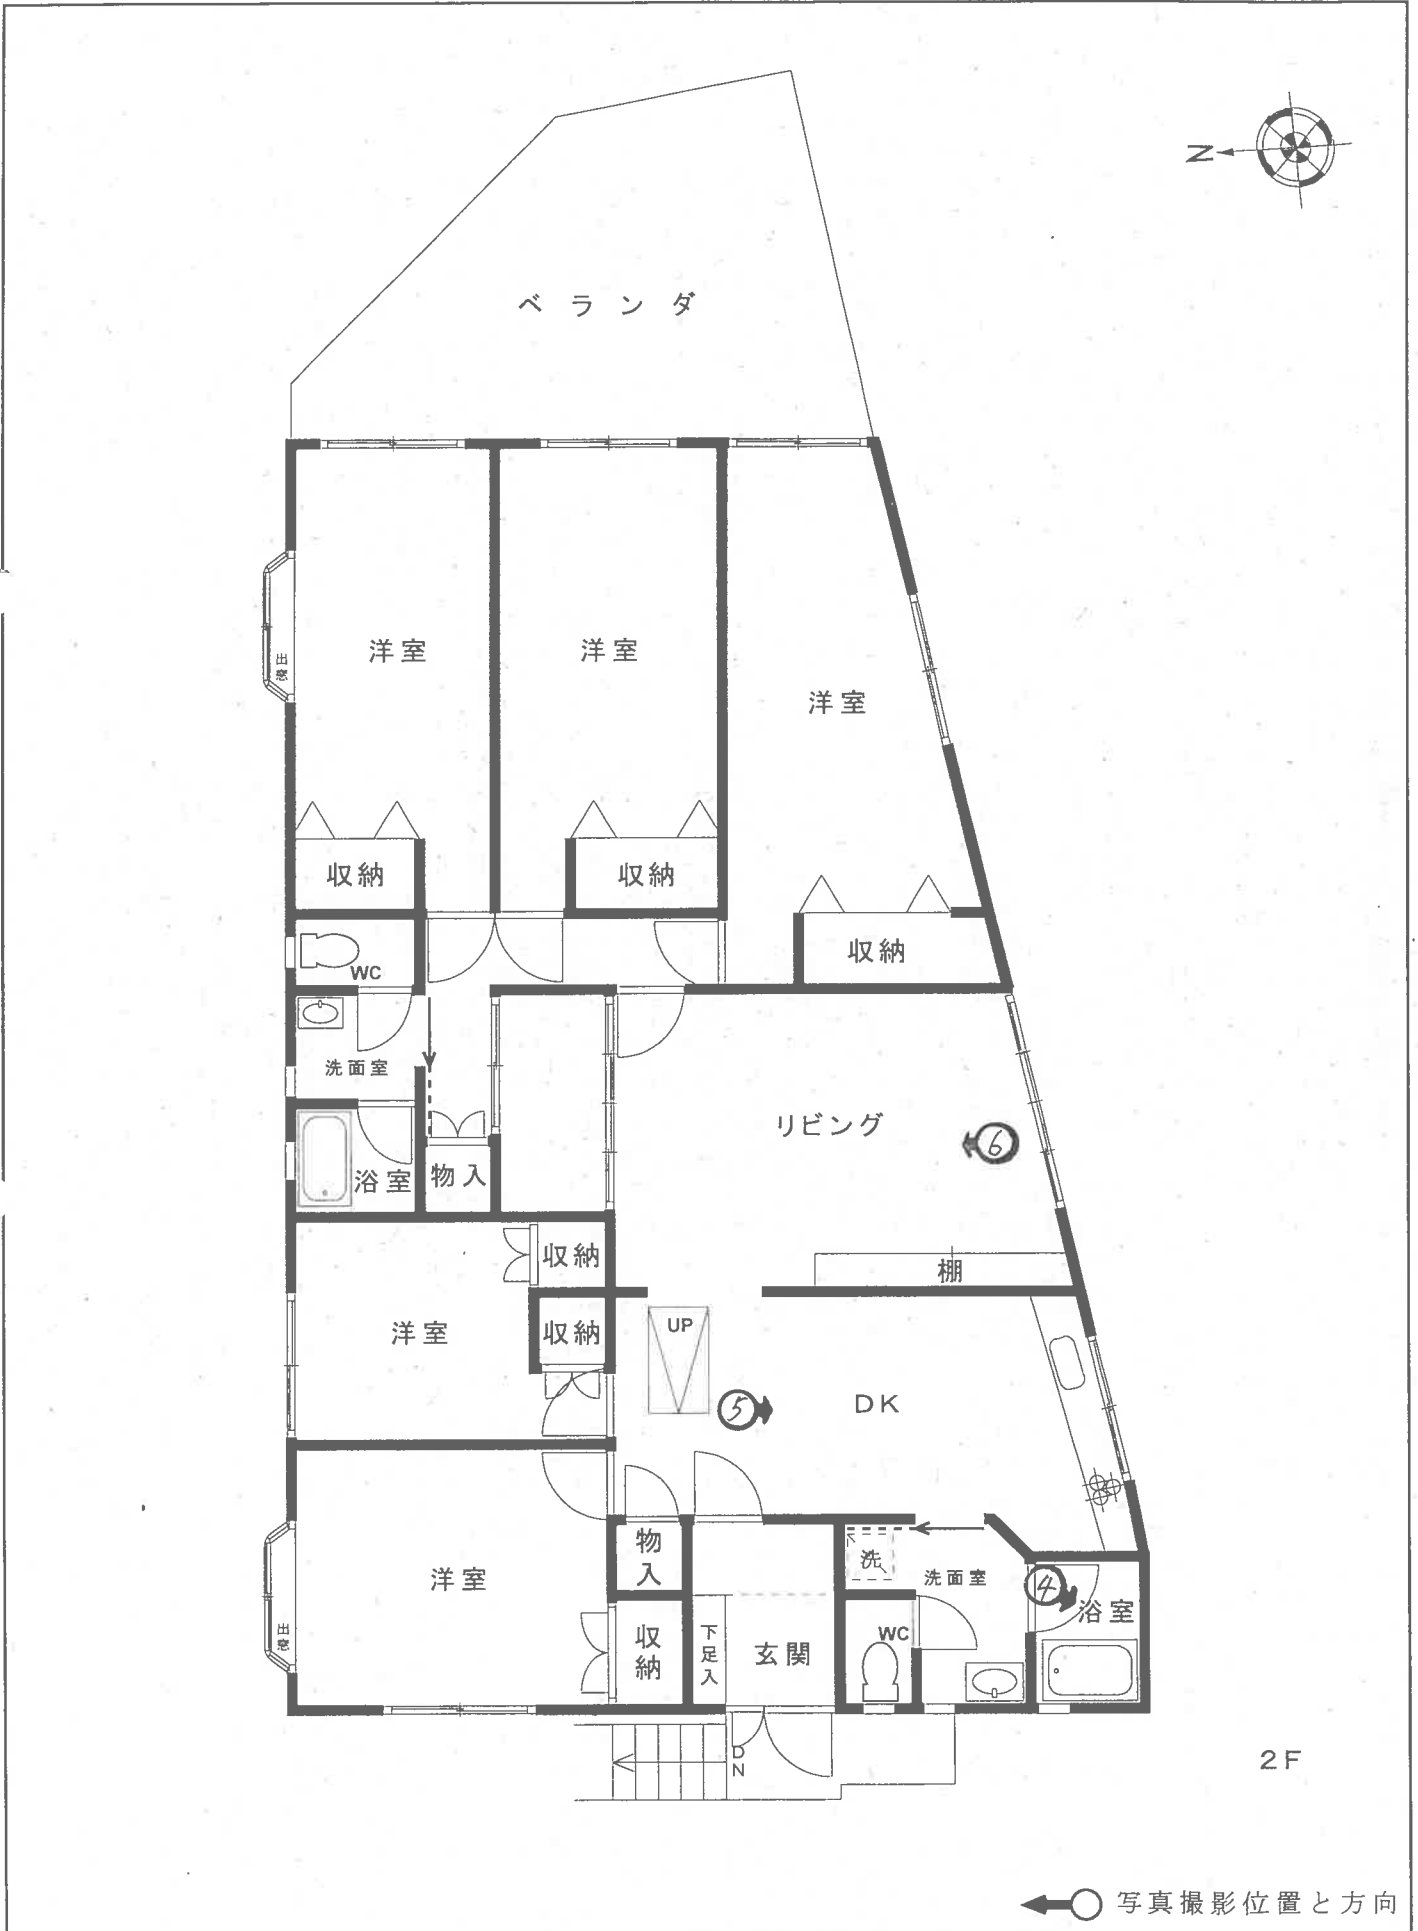 N
ベランダ
洋室
洋室
洋室
出窓
収納
収納
収納
WC
洗面室
リビング
⑥
浴室
物入
収納
棚
洋室
収納
UP
⑤
DK
物入
洗
洗面室
④
浴室
洋室
出窓
収納
下足入
玄関
WC
DN
2F
写真撮影位置と方向